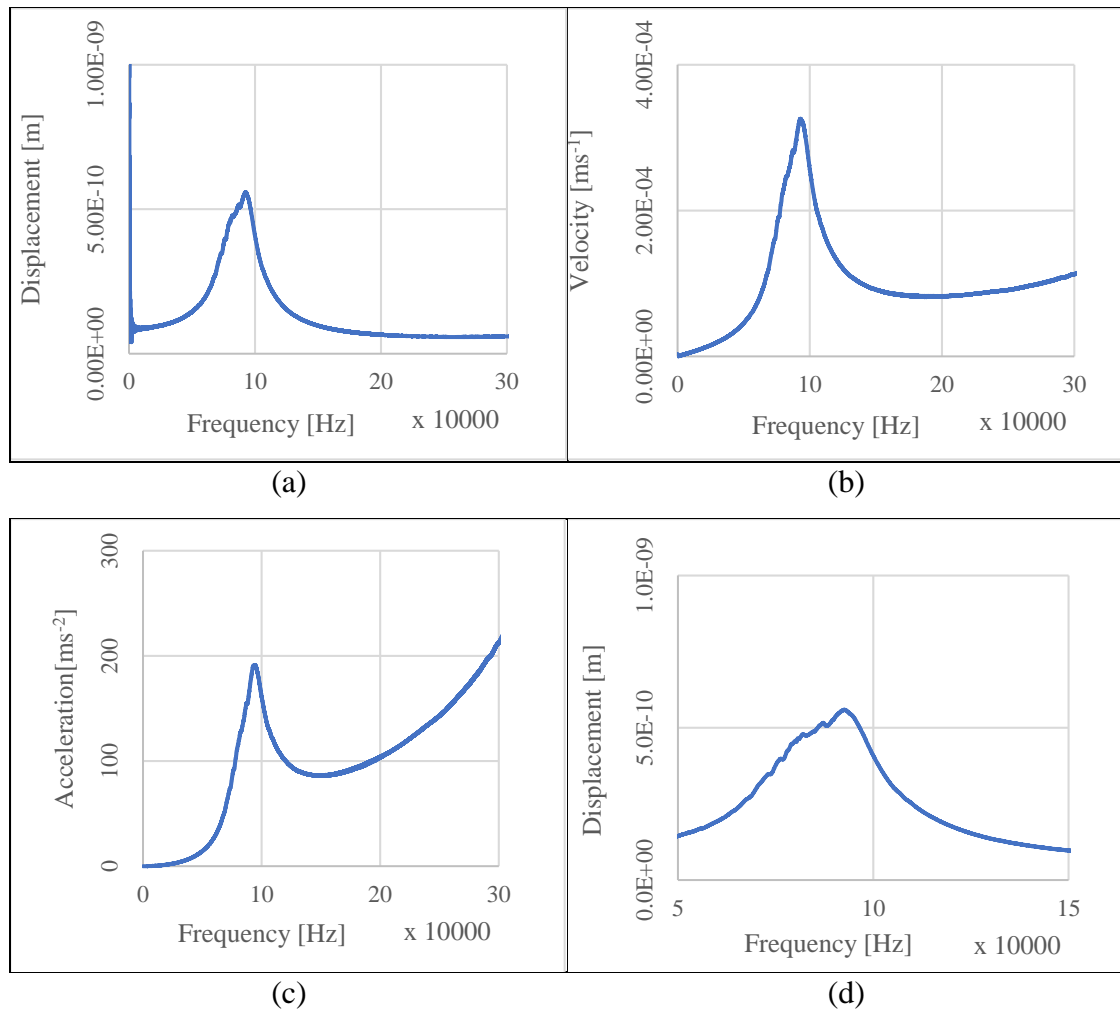 1.00E-09
5.00E-10
0.00E+00
Displacement [m]
0 10 20 30
Frequency [Hz] x 10000
(a)
4.00E-04
2.00E-04
0.00E+00
Velocity [ms-1]
0 10 20 30
Frequency [Hz] x 10000
(b)
300
200
100
0
Acceleration[ms-2]
0 10 20 30
Frequency [Hz] x 10000
(c)
1.0E-09
5.0E-10
0.0E+00
Displacement [m]
5 10 15
Frequency [Hz] x 10000
(d)